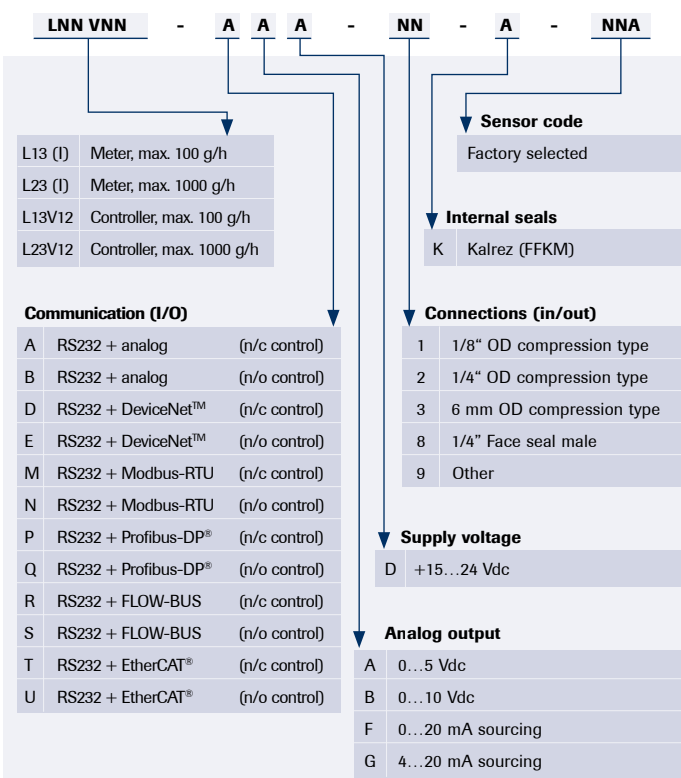 LNN VNN - A A A - NN - A - NNA
Sensor code
Factory selected
L13 (I) Meter, max. 100 g/h
L23 (I) Meter, max. 1000 g/h
L13V12 Controller, max. 100 g/h
L23V12 Controller, max. 1000 g/h
Internal seals
K Kalrez (FFKM)
Communication (I/O)
A RS232 + analog (n/c control)
B RS232 + analog (n/o control)
D RS232 + DeviceNet™ (n/c control)
E RS232 + DeviceNet™ (n/o control)
M RS232 + Modbus-RTU (n/c control)
N RS232 + Modbus-RTU (n/o control)
P RS232 + Profibus-DP® (n/c control)
Q RS232 + Profibus-DP® (n/o control)
R RS232 + FLOW-BUS (n/c control)
S RS232 + FLOW-BUS (n/o control)
T RS232 + EtherCAT® (n/c control)
U RS232 + EtherCAT® (n/o control)
Connections (in/out)
1 1/8“ OD compression type
2 1/4“ OD compression type
3 6 mm OD compression type
8 1/4” Face seal male
9 Other
Supply voltage
D +15…24 Vdc
Analog output
A 0…5 Vdc
B 0…10 Vdc
F 0…20 mA sourcing
G 4…20 mA sourcing